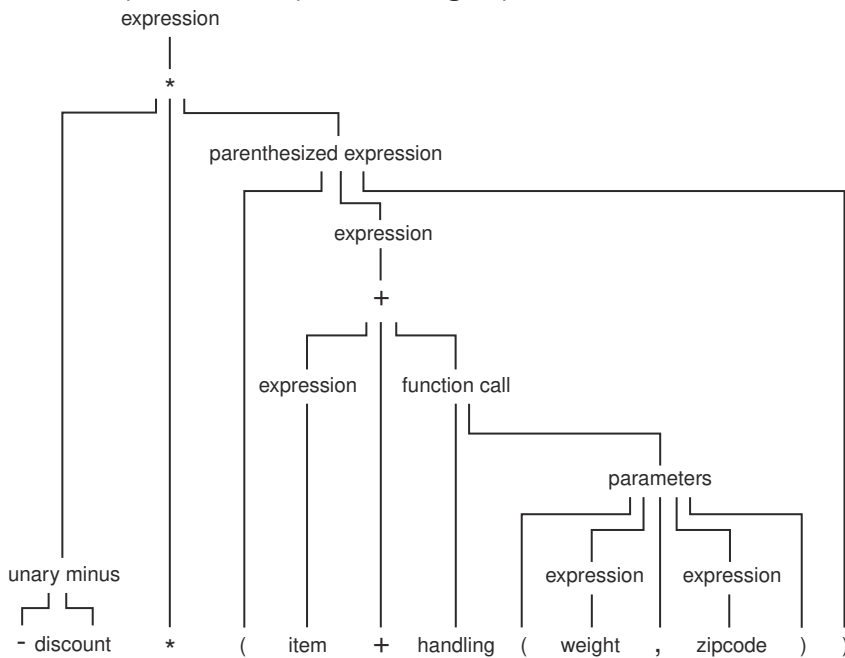 expression
*
parenthesized expression
expression
+
expression function call
parameters
unary minus expression expression
- discount * ( item + handling ( weight , zipcode ) )